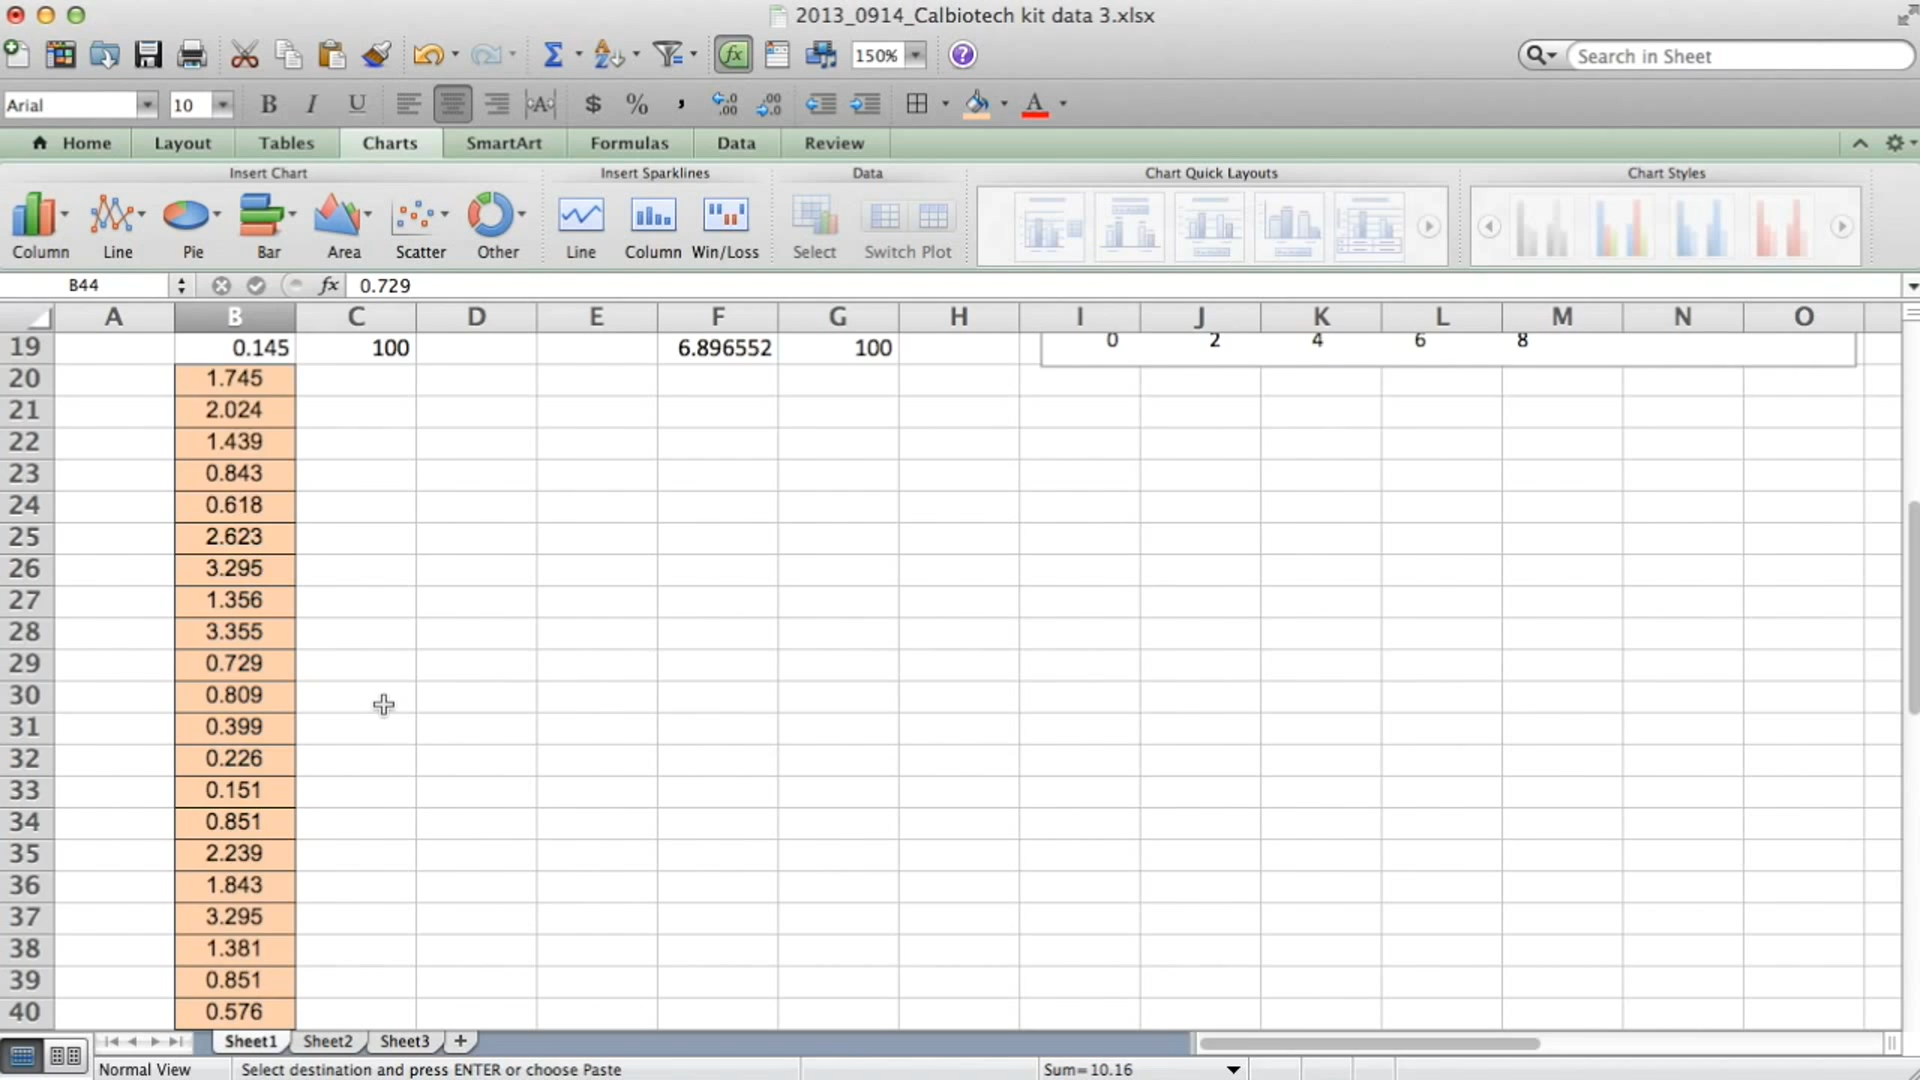 2013_0914_Calbiotech kit data 3.xlsx
150% Search in Sheet
Arial 10 B I U A $ % , .0 .00 .00 .0 A
Home Layout Tables Charts SmartArt Formulas Data Review
Insert Chart Insert Sparklines Data Chart Quick Layouts Chart Styles
Column Line Pie Bar Area Scatter Other Line Column Win/Loss Select Switch Plot
B44 fx 0.729
A B C D E F G H I J K L M N O
19 0.145 100 6.896552 100 0 2 4 6 8
20 1.745
21 2.024
22 1.439
23 0.843
24 0.618
25 2.623
26 3.295
27 1.356
28 3.355
29 0.729
30 0.809
31 0.399
32 0.226
33 0.151
34 0.851
35 2.239
36 1.843
37 3.295
38 1.381
39 0.851
40 0.576
Sheet1 Sheet2 Sheet3 +
Normal View Select destination and press ENTER or choose Paste Sum=10.16